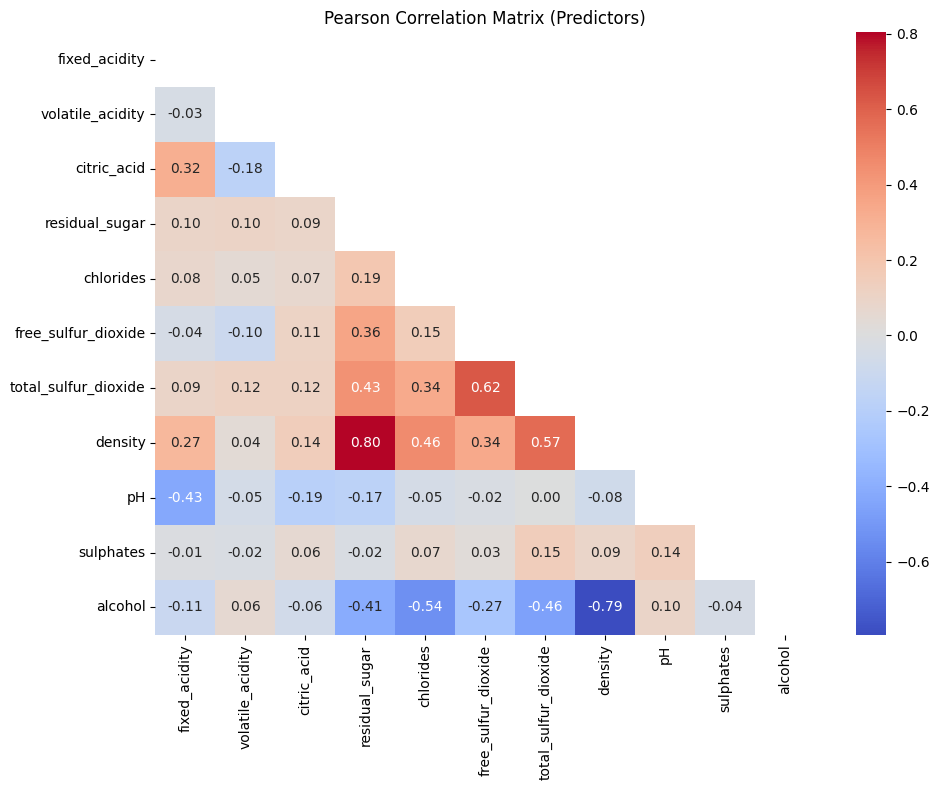 Pearson Correlation Matrix (Predictors)
fixed_acidity
volatile_acidity -0.03
citric_acid 0.32 -0.18
residual_sugar 0.10 0.10 0.09
chlorides 0.08 0.05 0.07 0.19
free_sulfur_dioxide -0.04 -0.10 0.11 0.36 0.15
total_sulfur_dioxide 0.09 0.12 0.12 0.43 0.34 0.62
density 0.27 0.04 0.14 0.80 0.46 0.34 0.57
pH -0.43 -0.05 -0.19 -0.17 -0.05 -0.02 0.00 -0.08
sulphates -0.01 -0.02 0.06 -0.02 0.07 0.03 0.15 0.09 0.14
alcohol -0.11 0.06 -0.06 -0.41 -0.54 -0.27 -0.46 -0.79 0.10 -0.04
fixed_acidity
volatile_acidity
citric_acid
residual_sugar
chlorides
free_sulfur_dioxide
total_sulfur_dioxide
density
pH
sulphates
alcohol
0.8
0.6
0.4
0.2
0.0
−0.2
−0.4
−0.6